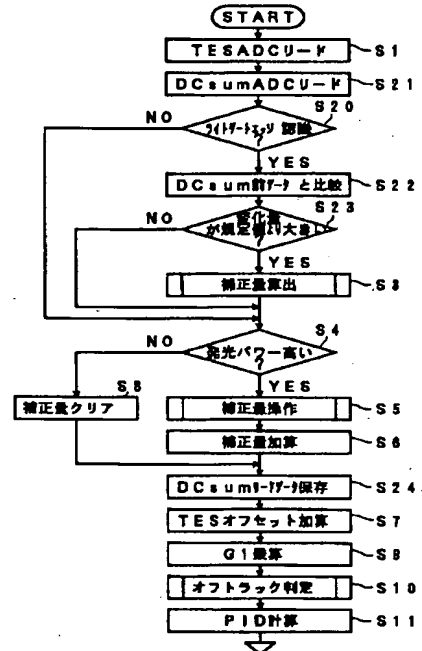 START
TESADCリード S1
DCsumADCリード S21
S20
NO
ライトゲートエッジ 認識
?
YES
DCsum前データ と比較 S22
S23
NO
変化量
が規定値より大きい
?
YES
補正量算出 S3
S4
NO
発光パワー高い
?
S8
YES
補正量クリア
補正量操作 S5
補正量加算 S6
DCsumリードデータ保存 S24
TESオフセット加算 S7
G1乗算 S9
オフトラック判定 S10
PID計算 S11